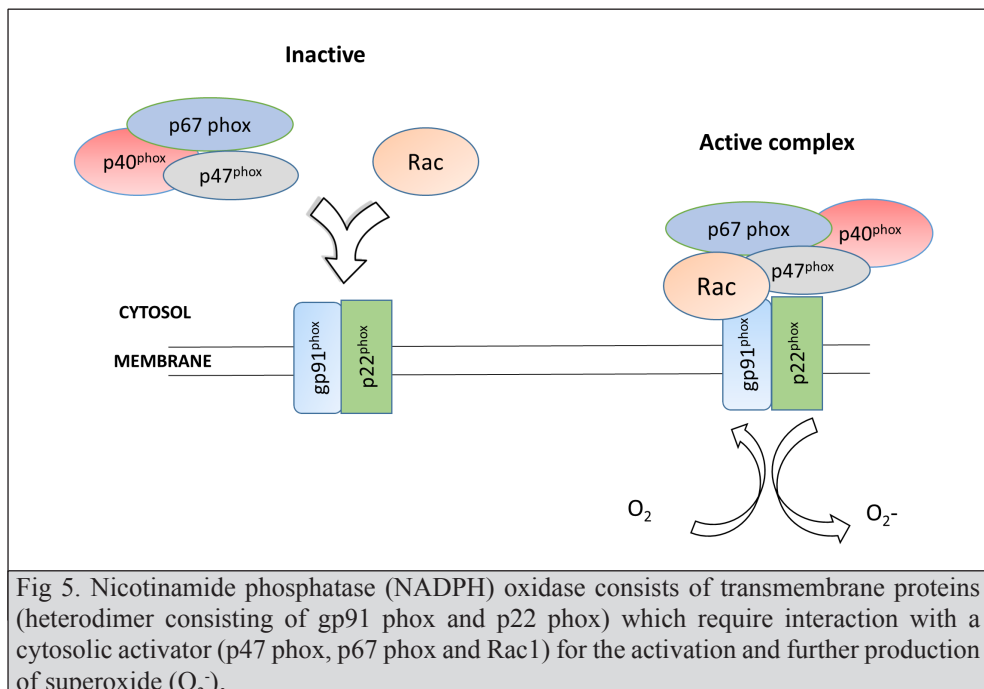 Inactive
p67 phox
p40phox
p47phox
Rac
Active complex
p67 phox
p40phox
p47phox
Rac
CYTOSOL
MEMBRANE
gp91phox
p22phox
gp91phox
p22phox
O2
O2-
Fig 5. Nicotinamide phosphatase (NADPH) oxidase consists of transmembrane proteins
(heterodimer consisting of gp91 phox and p22 phox) which require interaction with a
cytosolic activator (p47 phox, p67 phox and Rac1) for the activation and further production
of superoxide (O2-).